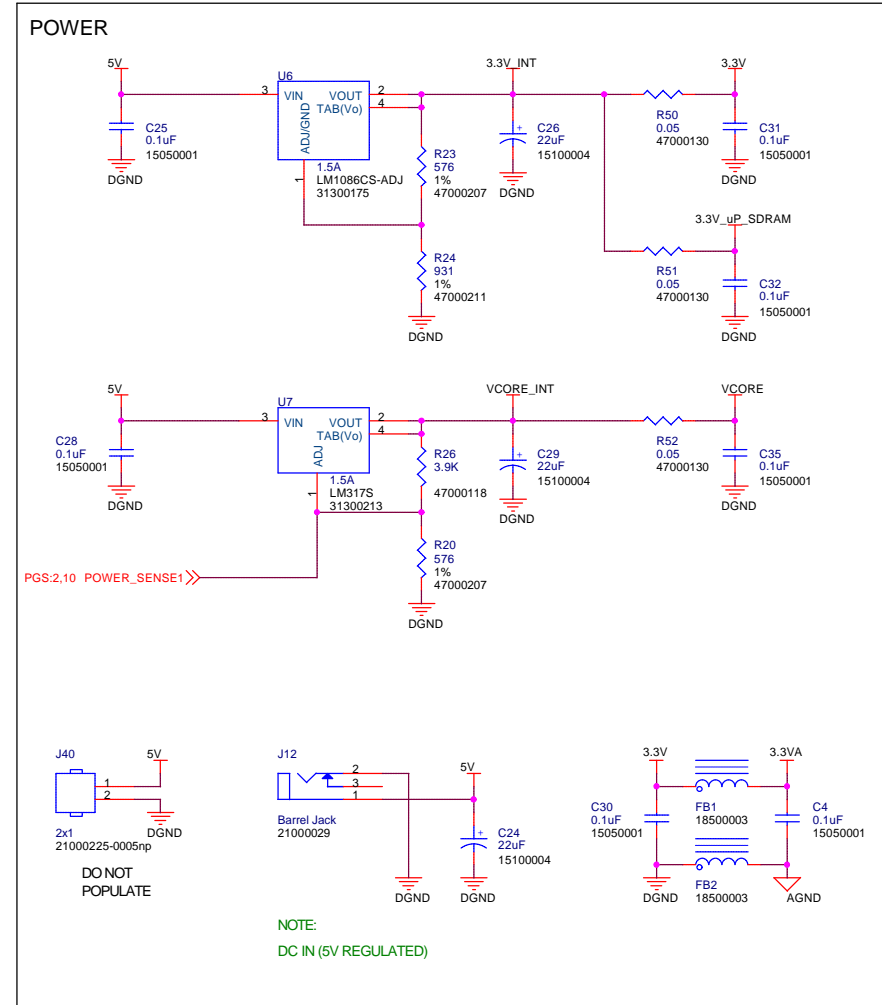 POWER
5V
U6
3 VIN VOUT 2
TAB(Vo) 4
ADJ/GND
1
1.5A
LM1086CS-ADJ
31300175
C25
0.1uF
15050001
DGND
R23
576
1%
47000207
R24
931
1%
47000211
DGND
3.3V_INT
C26
22uF
15100004
DGND
R50
0.05
47000130
3.3V
C31
0.1uF
15050001
DGND
3.3V_uP_SDRAM
R51
0.05
47000130
C32
0.1uF
15050001
DGND
5V
U7
3 VIN VOUT 2
TAB(Vo) 4
ADJ
1
1.5A
LM317S
31300213
C28
0.1uF
15050001
DGND
R26
3.9K
47000118
R20
576
1%
47000207
DGND
PGS:2,10 POWER_SENSE1
VCORE_INT
C29
22uF
15100004
DGND
R52
0.05
47000130
VCORE
C35
0.1uF
15050001
DGND
J40
5V
1
2
2x1
21000225-0005np
DGND
DO NOT
POPULATE
J12
2
3
1
Barrel Jack
21000029
5V
C24
22uF
15100004
DGND
DGND
NOTE:
DC IN (5V REGULATED)
3.3V
3.3VA
C30
0.1uF
15050001
FB1
18500003
C4
0.1uF
15050001
FB2
18500003
DGND
AGND